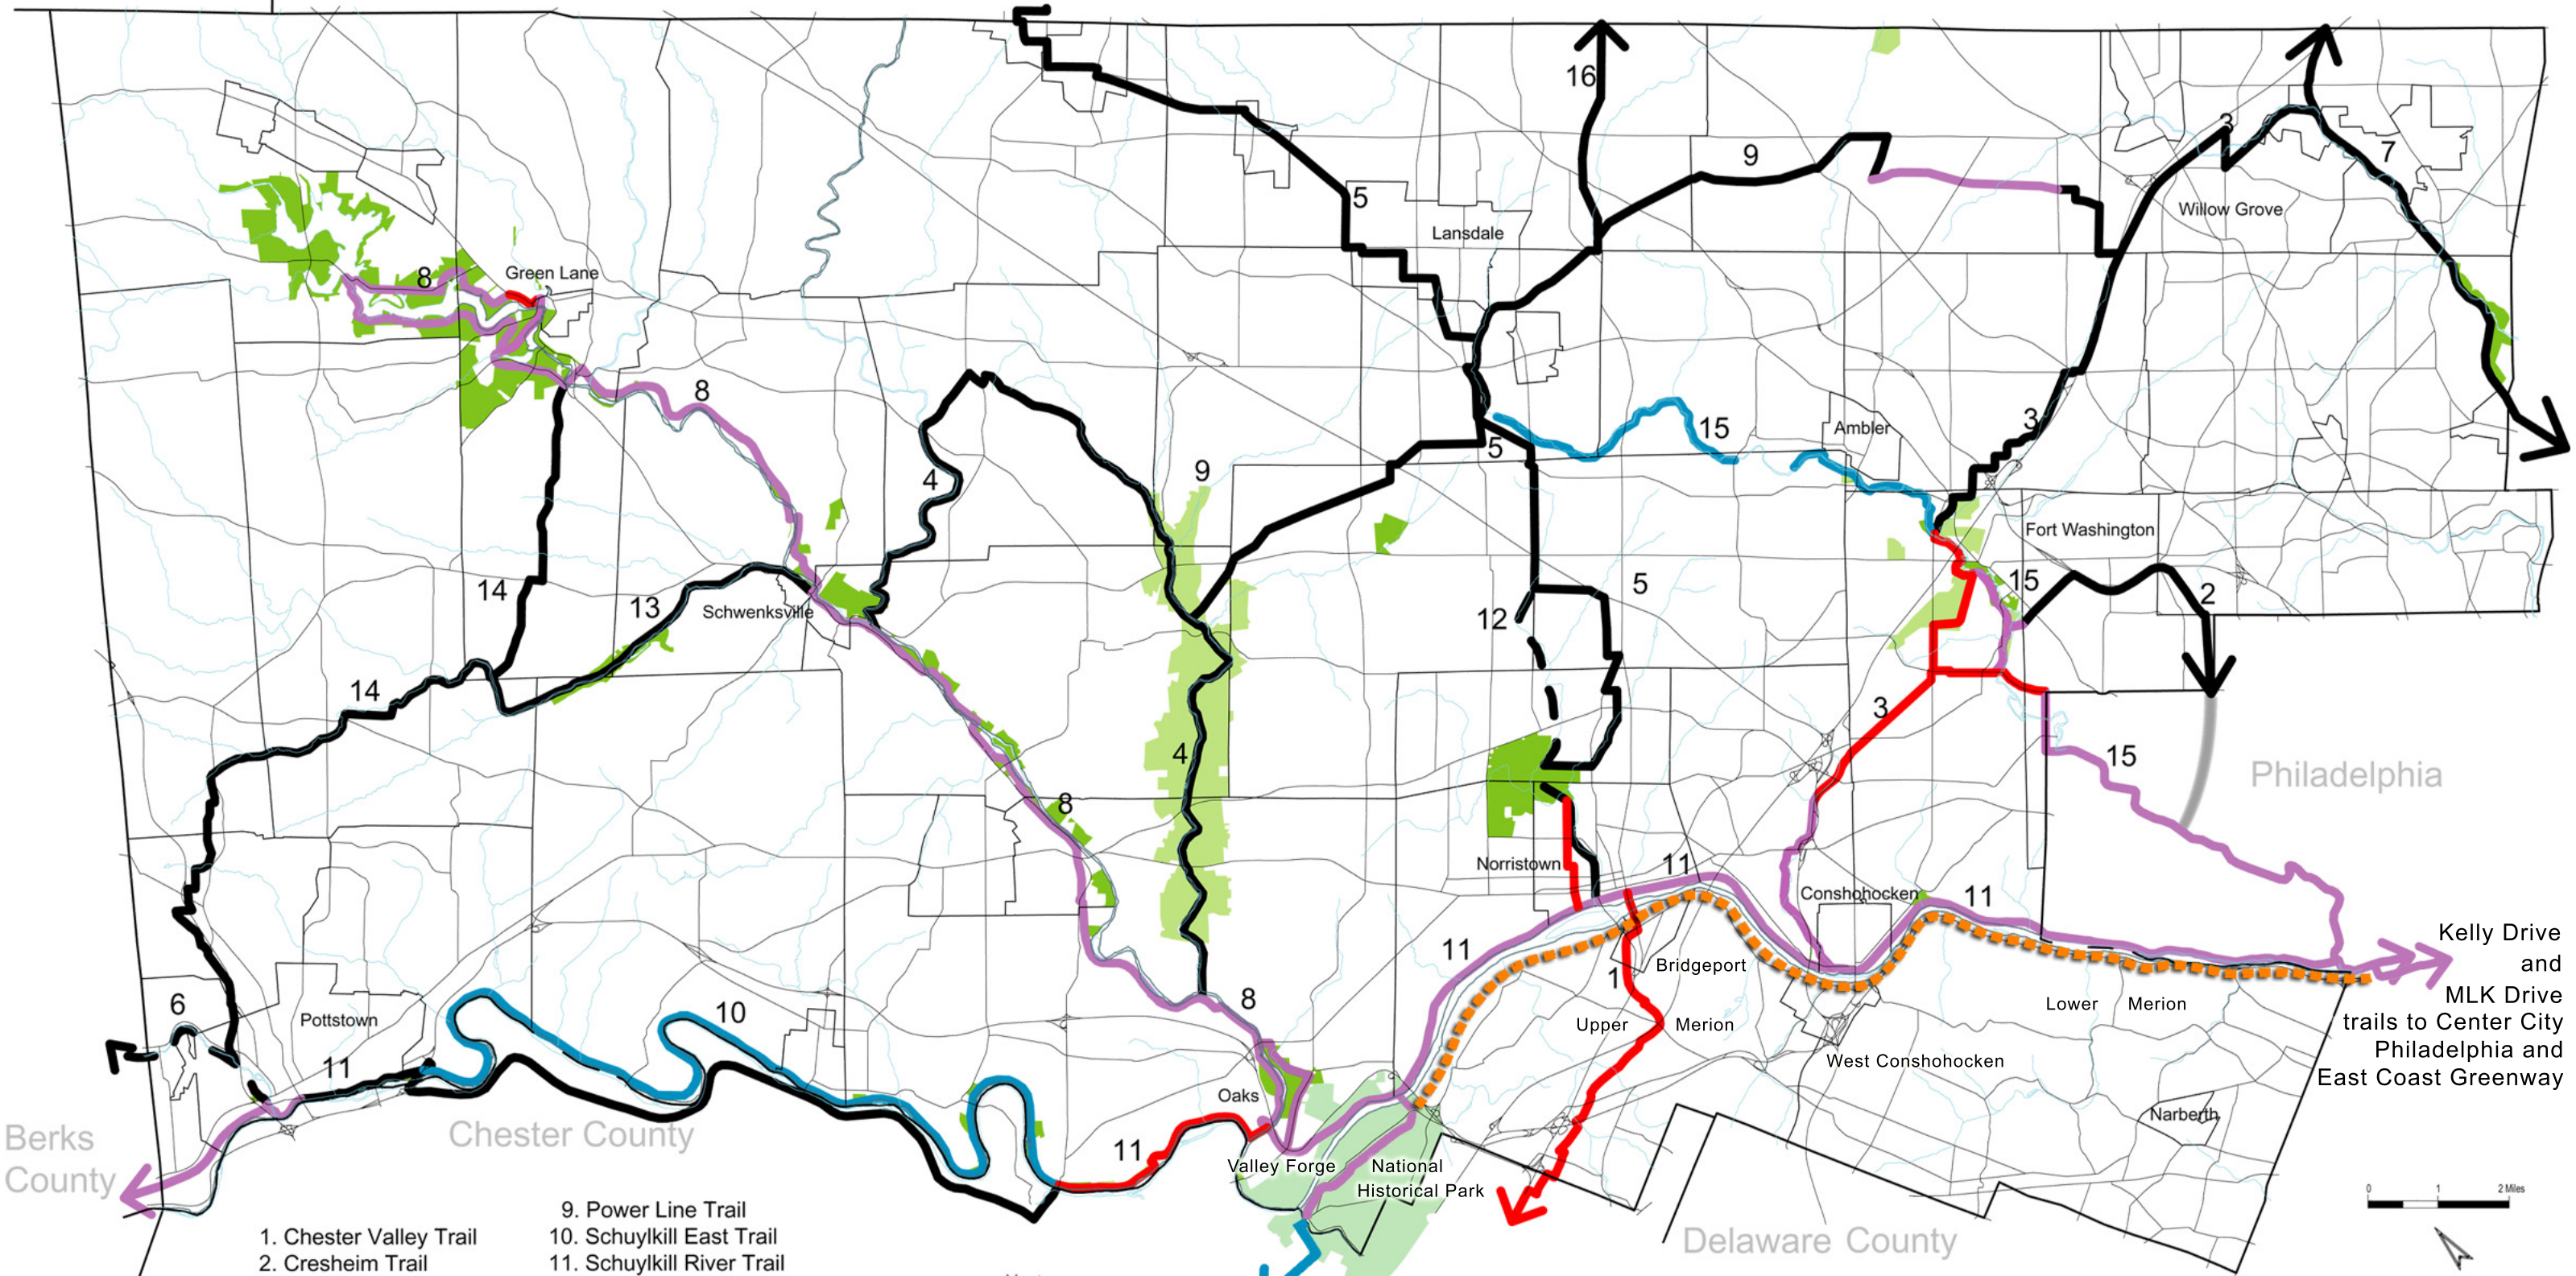 16
3
9
7
5
Willow Grove
Lansdale
8
Green Lane
8
3
15
Ambler
5
9
4
Fort Washington
15
5
14
13
2
Schwenksville
12
14
3
4
15
Philadelphia
8
11
Norristown
Conshohocken
11
Kelly Drive
and
MLK Drive
trails to Center City
Philadelphia and
East Coast Greenway
11
Bridgeport
1
8
6
10
Pottstown
Lower Merion
Upper Merion
West Conshohocken
11
Oaks
Narberth
Berks
County
Chester County
11
Valley Forge National
Historical Park
0 1 2 Miles
Delaware County
1. Chester Valley Trail
2. Cresheim Trail
9. Power Line Trail
10. Schuylkill East Trail
11. Schuylkill River Trail